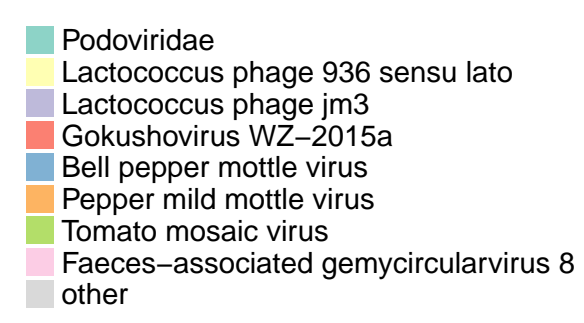 Podoviridae
Lactococcus phage 936 sensu lato
Lactococcus phage jm3
Gokushovirus WZ−2015a
Bell pepper mottle virus
Pepper mild mottle virus
Tomato mosaic virus
Faeces−associated gemycircularvirus 8
other